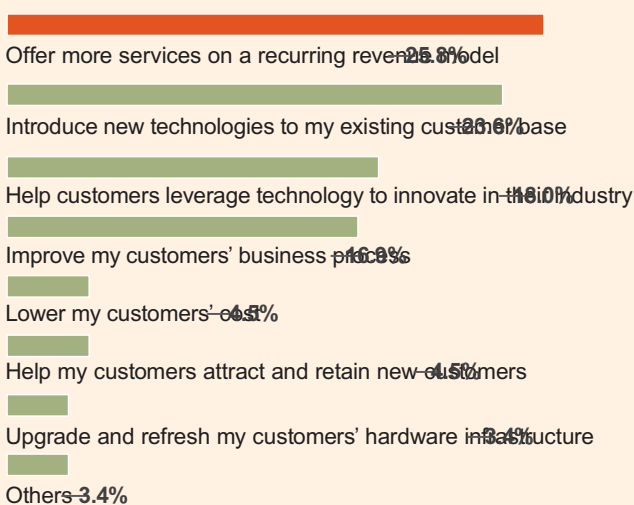 Offer more services on a recurring revenue model – 25.8%
Introduce new technologies to my existing customer base – 23.6%
Help customers leverage technology to innovate in their industry – 18.0%
Improve my customers’ business process – 16.9%
Lower my customers’ cost – 4.5%
Help my customers attract and retain new customers – 4.5%
Upgrade and refresh my customers’ hardware infrastructure – 3.4%
Others – 3.4%